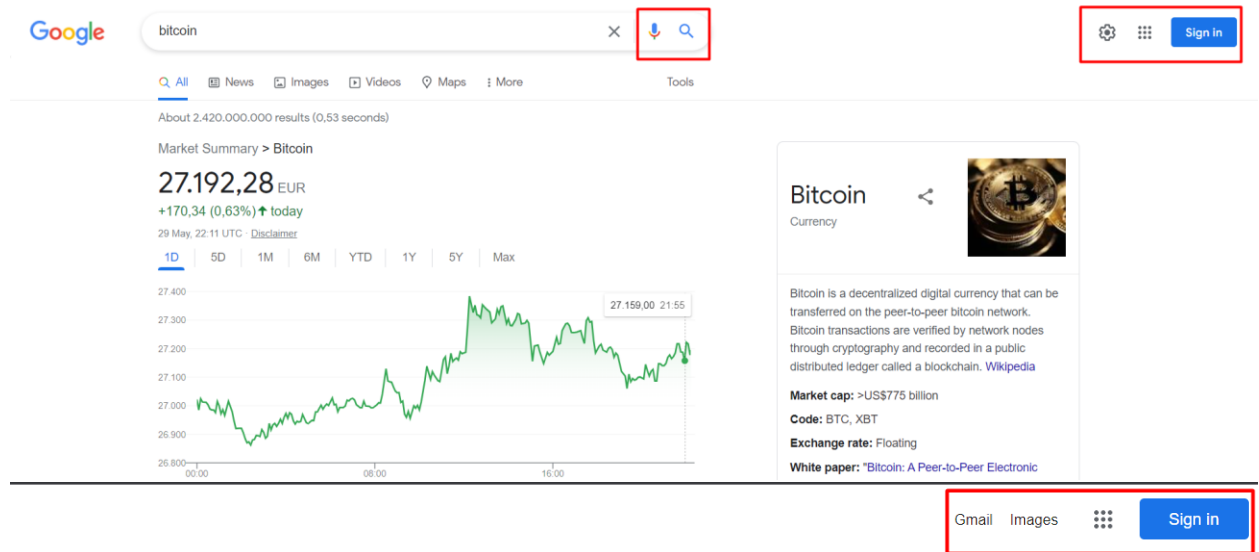 Google bitcoin Sign in
All News Images Videos Maps More Tools
About 2.420.000.000 results (0,53 seconds)
Market Summary > Bitcoin
27.192,28 EUR
+170,34 (0,63%) today
29 May, 22:11 UTC · Disclaimer
1D 5D 1M 6M YTD 1Y 5Y Max
27.400
27.300
27.200
27.100
27.000
26.900
26.800
27.159,00 21:55
00:00 08:00 16:00
Bitcoin
Currency
Bitcoin is a decentralized digital currency that can be
transferred on the peer-to-peer bitcoin network.
Bitcoin transactions are verified by network nodes
through cryptography and recorded in a public
distributed ledger called a blockchain. Wikipedia
Market cap: >US$775 billion
Code: BTC, XBT
Exchange rate: Floating
White paper: "Bitcoin: A Peer-to-Peer Electronic
Gmail Images Sign in